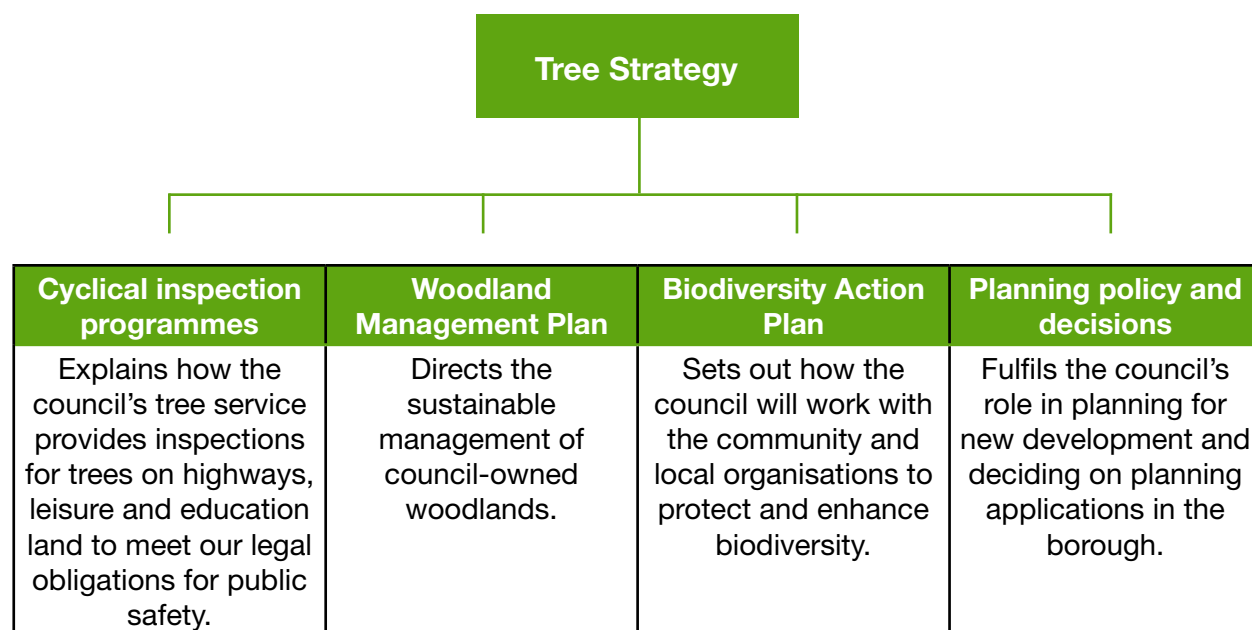 Tree Strategy
Cyclical inspection
programmes
Explains how the
council’s tree service
provides inspections
for trees on highways,
leisure and education
land to meet our legal
obligations for public
safety.
Woodland
Management Plan
Directs the
sustainable
management of
council-owned
woodlands.
Biodiversity Action
Plan
Sets out how the
council will work with
the community and
local organisations to
protect and enhance
biodiversity.
Planning policy and
decisions
Fulfils the council’s
role in planning for
new development and
deciding on planning
applications in the
borough.